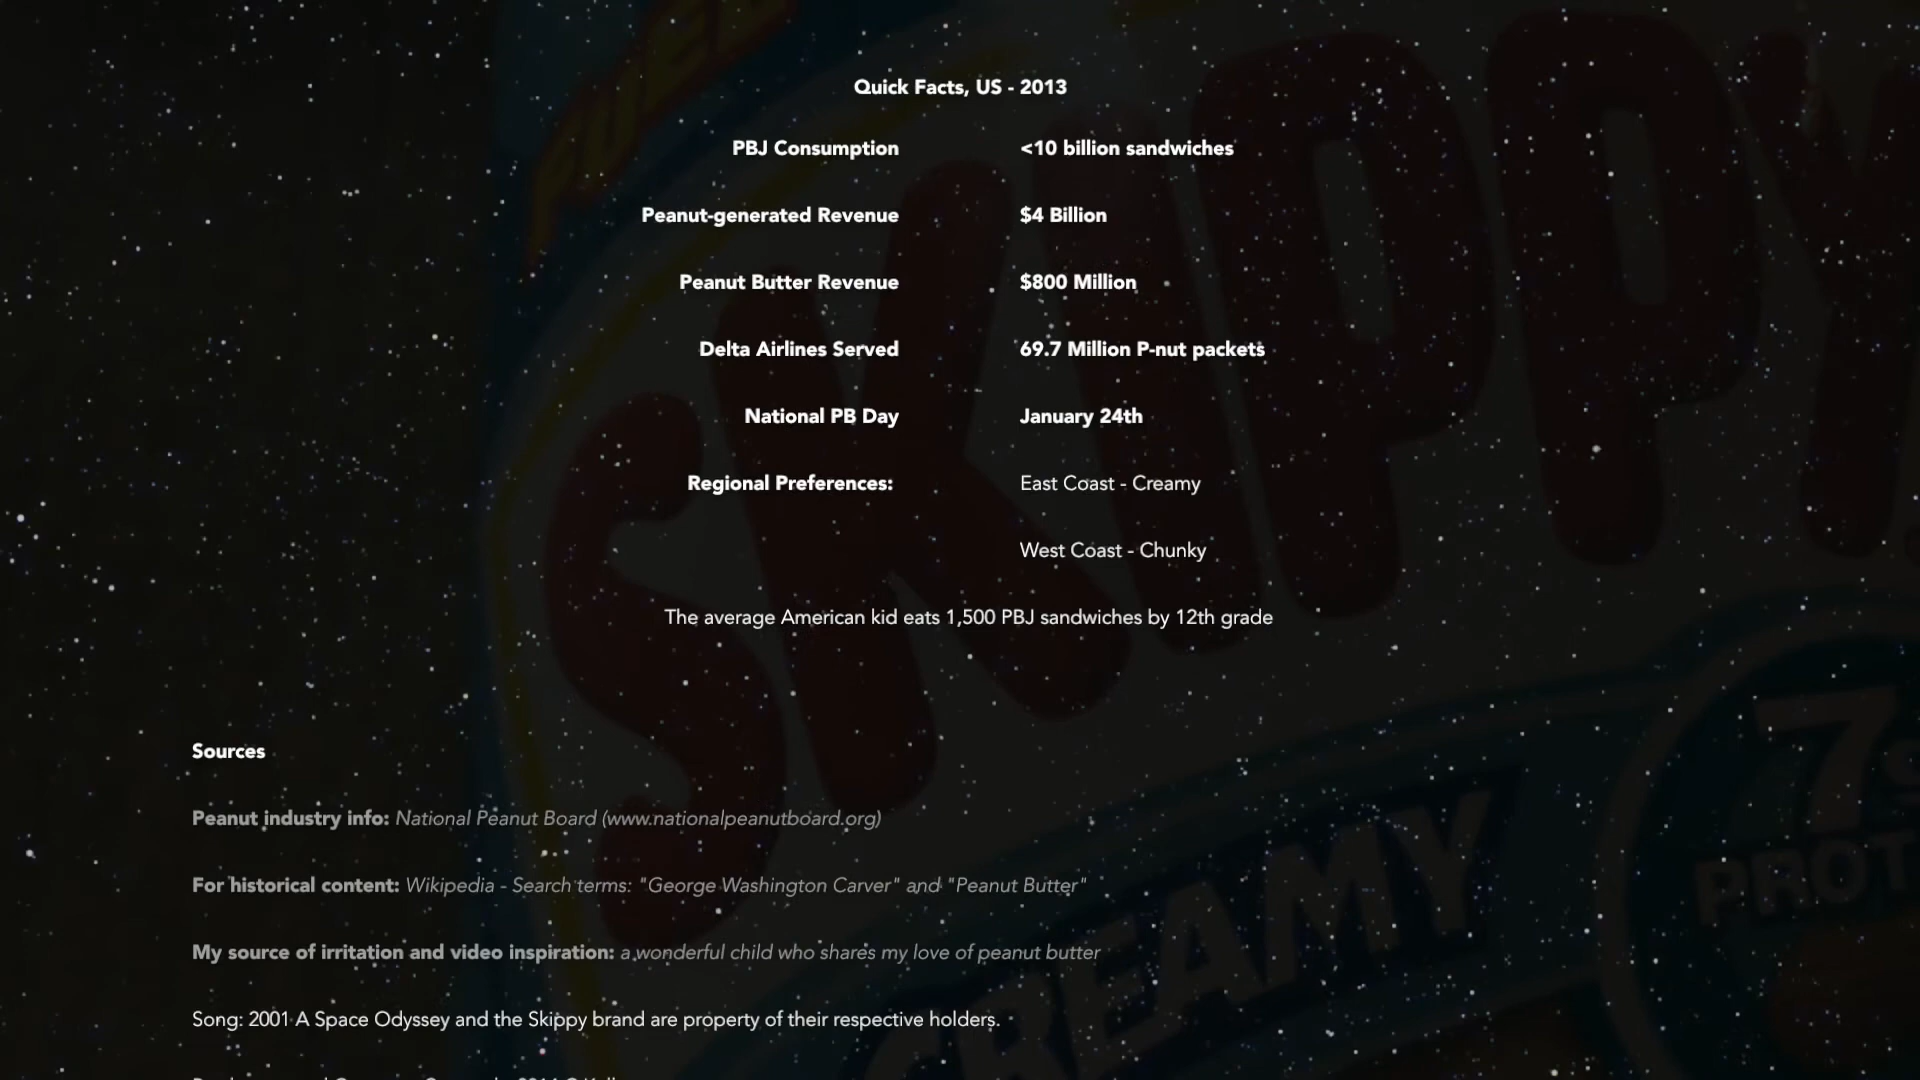 Quick Facts, US - 2013
PBJ Consumption <10 billion sandwiches
Peanut-generated Revenue $4 Billion
Peanut Butter Revenue $800 Million
Delta Airlines Served 69.7 Million P-nut packets
National PB Day January 24th
Regional Preferences: East Coast - Creamy
West Coast - Chunky
The average American kid eats 1,500 PBJ sandwiches by 12th grade
SKIPPY
Sources
Peanut industry info: National Peanut Board (www.nationalpeanutboard.org)
For historical content: Wikipedia - Search terms: "George Washington Carver" and "Peanut Butter"
My source of irritation and video inspiration: a wonderful child who shares my love of peanut butter
Song: 2001 A Space Odyssey and the Skippy brand are property of their respective holders.
CREAMY
7
PROT